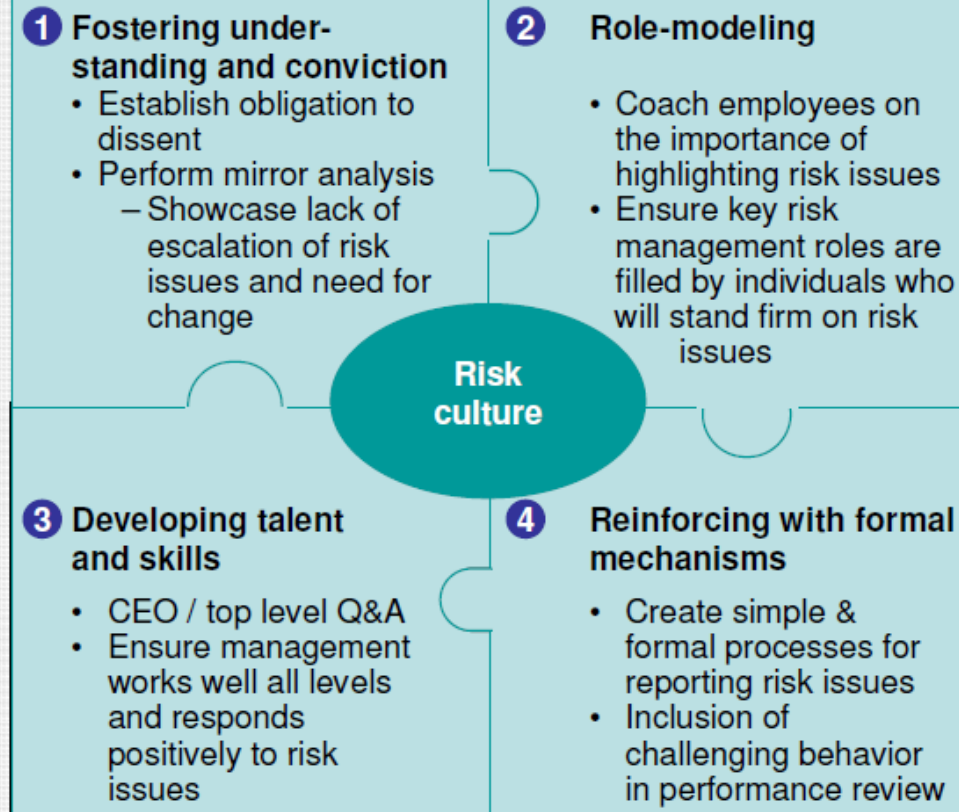 1 Fostering under-
standing and conviction
• Establish obligation to
dissent
• Perform mirror analysis
– Showcase lack of
escalation of risk
issues and need for
change
2 Role-modeling
• Coach employees on
the importance of
highlighting risk issues
• Ensure key risk
management roles are
filled by individuals who
will stand firm on risk
issues
Risk
culture
3 Developing talent
and skills
• CEO / top level Q&A
• Ensure management
works well all levels
and responds
positively to risk
issues
4 Reinforcing with formal
mechanisms
• Create simple &
formal processes for
reporting risk issues
• Inclusion of
challenging behavior
in performance review